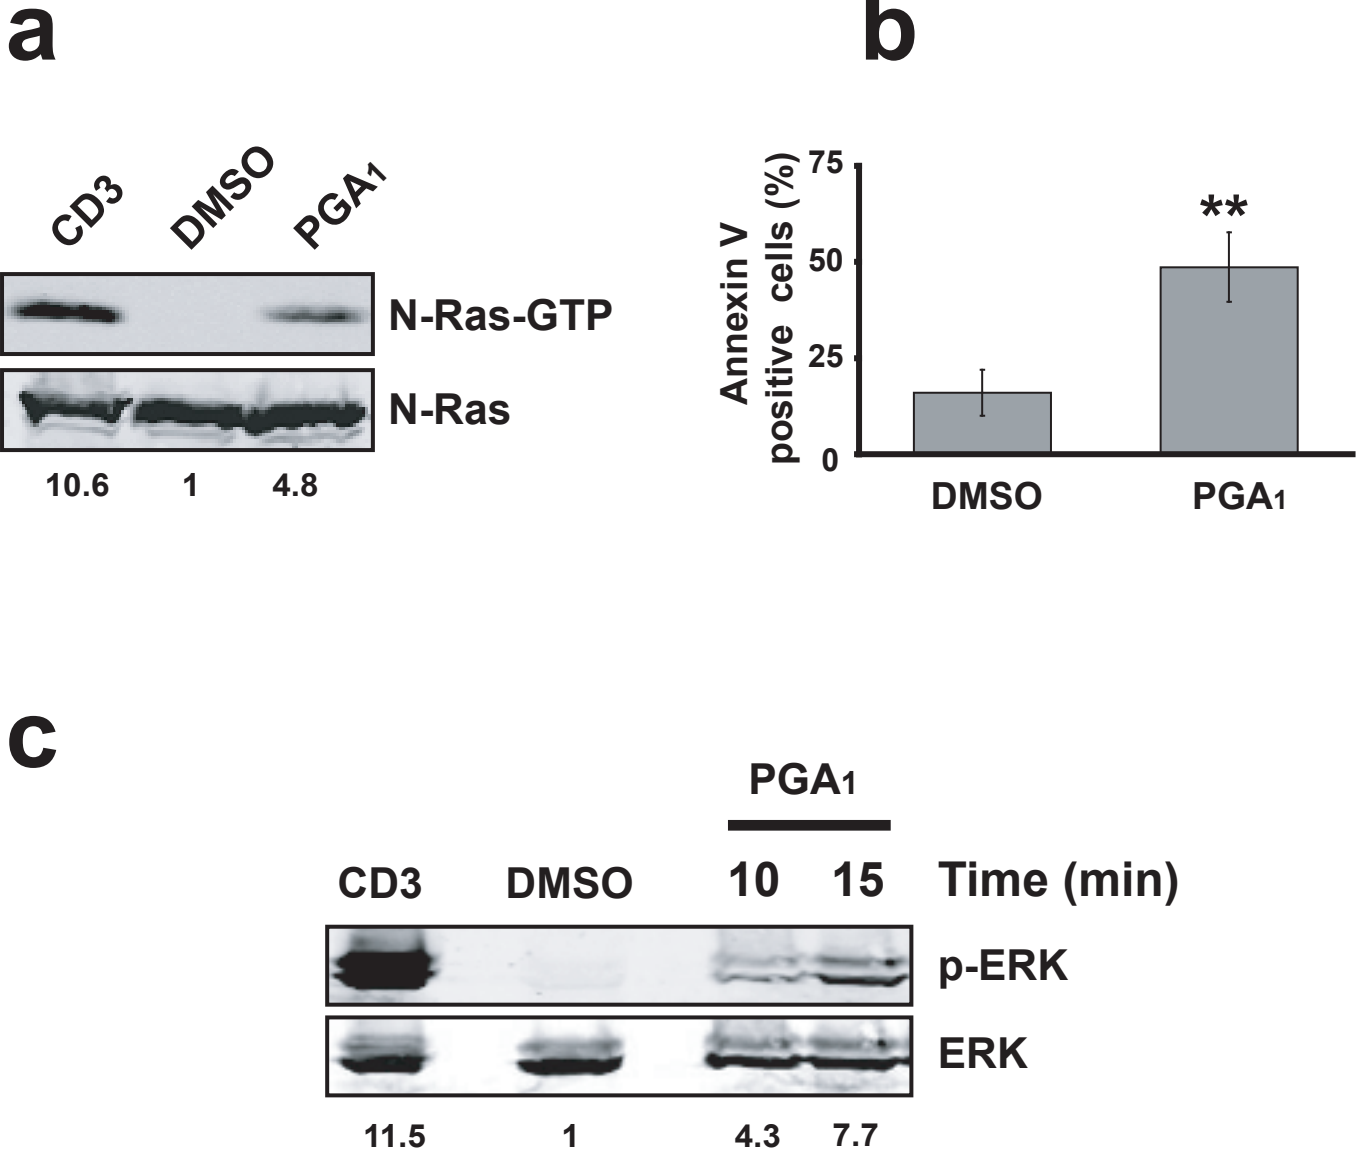 a
CD3 DMSO PGA1
N-Ras-GTP
N-Ras
10.6 1 4.8
b
Annexin V
positive cells (%)
75
50
25
0
**
DMSO PGA1
c
PGA1
CD3 DMSO 10 15 Time (min)
p-ERK
ERK
11.5 1 4.3 7.7